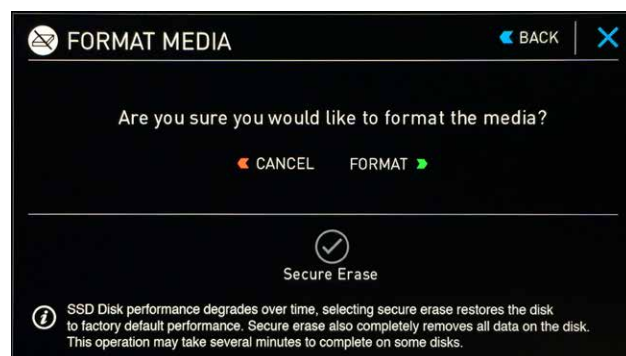 FORMAT MEDIA
BACK
Are you sure you would like to format the media?
CANCEL
FORMAT
Secure Erase
SSD Disk performance degrades over time, selecting secure erase restores the disk
to factory default performance. Secure erase also completely removes all data on the disk.
This operation may take several minutes to complete on some disks.